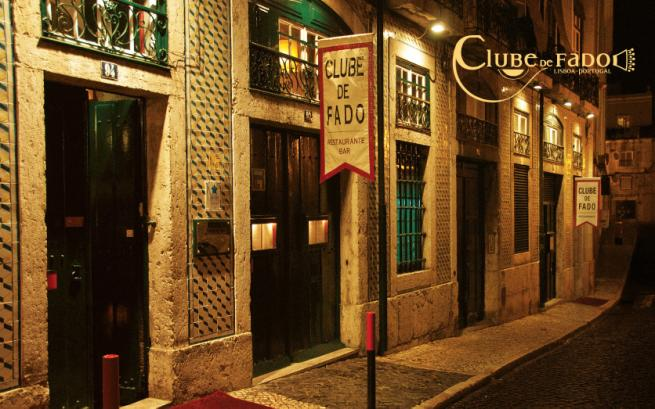 94
CLUBE
DE
FADO
RESTAURANTE
BAR
CLUBE DE FADO
LISBOA-PORTUGAL
CLUBE
DE
FADO